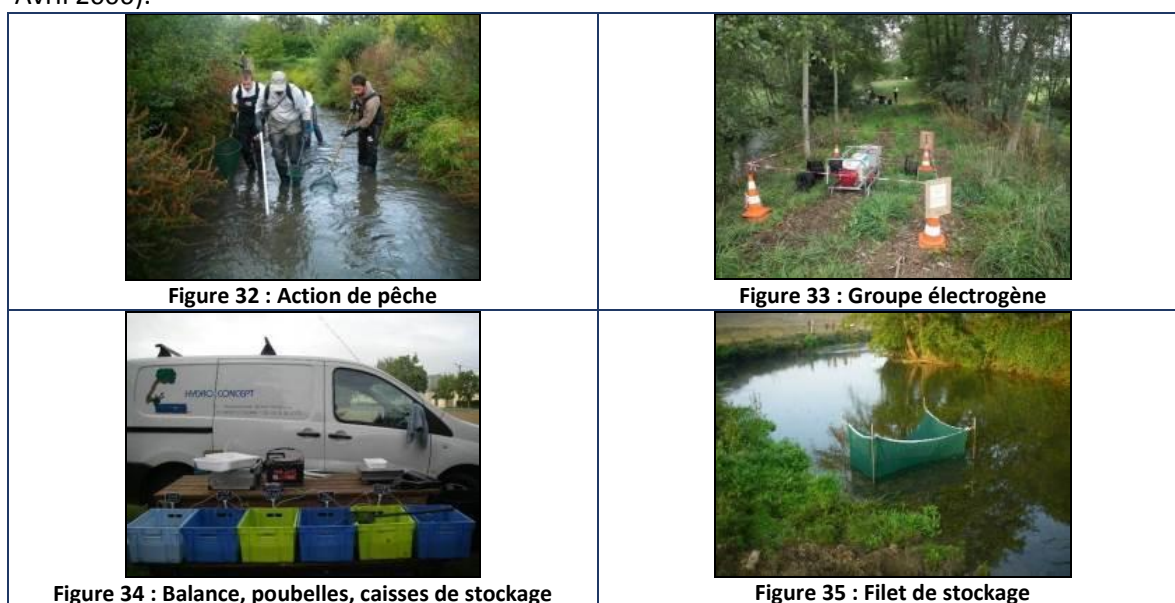 Avril 2006).
Figure 32 : Action de pêche
Figure 33 : Groupe électrogène
HYDRO CONCEPT
Figure 34 : Balance, poubelles, caisses de stockage
Figure 35 : Filet de stockage